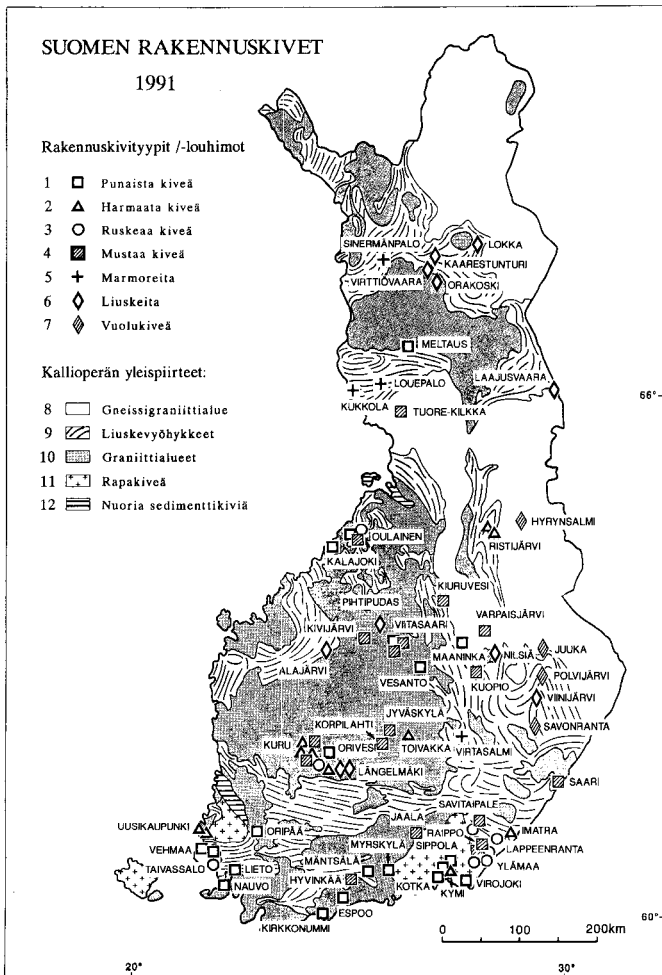 SUOMEN RAKENNUSKIVET
1991
Rakennuskivityypit /-louhimot
1 Punaista kiveä
2 Harmaata kiveä
3 Ruskeaa kiveä
4 Mustaa kiveä
5 Marmoreita
6 Liuskeita
7 Vuolukiveä
Kallioperän yleispiirteet:
8 Gneissigraniittialue
9 Liuskevyöhykkeet
10 Graniittialueet
11 Rapakiveä
12 Nuoria sedimenttikiviä
SINERMÄNPALO
LOKKA
KAARESTUNTURI
VIRTTIÖVAARA
ORAKOSKI
MELTAUS
LOUEPALO
LAAJUSVAARA
KUKKOLA
TUORE-KILKKA
66°
HYRYNSALMI
OULAINEN
RISTIJÄRVI
KALAJOKI
KIURUVESI
PIHTIPUDAS
VARPAISJÄRVI
KIVIJÄRVI
VIITASAARI
MAANINKA
NILSIÄ
JUUKA
ALAJÄRVI
VESANTO
KUOPIO
POLVIJÄRVI
VIINIJÄRVI
JYVÄSKYLÄ
KORPILAHTI
SAVONRANTA
KURU
ORIVESI
TOIVAKKA
VIRTASALMI
LÄNGELMÄKI
SAARI
SAVITAIPALE
JAALA
UUSIKAUPUNKI
ORIPÄÄ
RAIPPO
IMATRA
MYRSKYLÄ
SIPPOLA
LAPPEENRANTA
VEHMAA
MÄNTSÄLÄ
TAIVASSALO
LIETO
HYVINKÄÄ
YLÄMAA
NAUVO
KOTKA
VIROJOKI
KYMI
ESPOO
KIRKKONUMMI
60°
0 100 200km
20°
30°